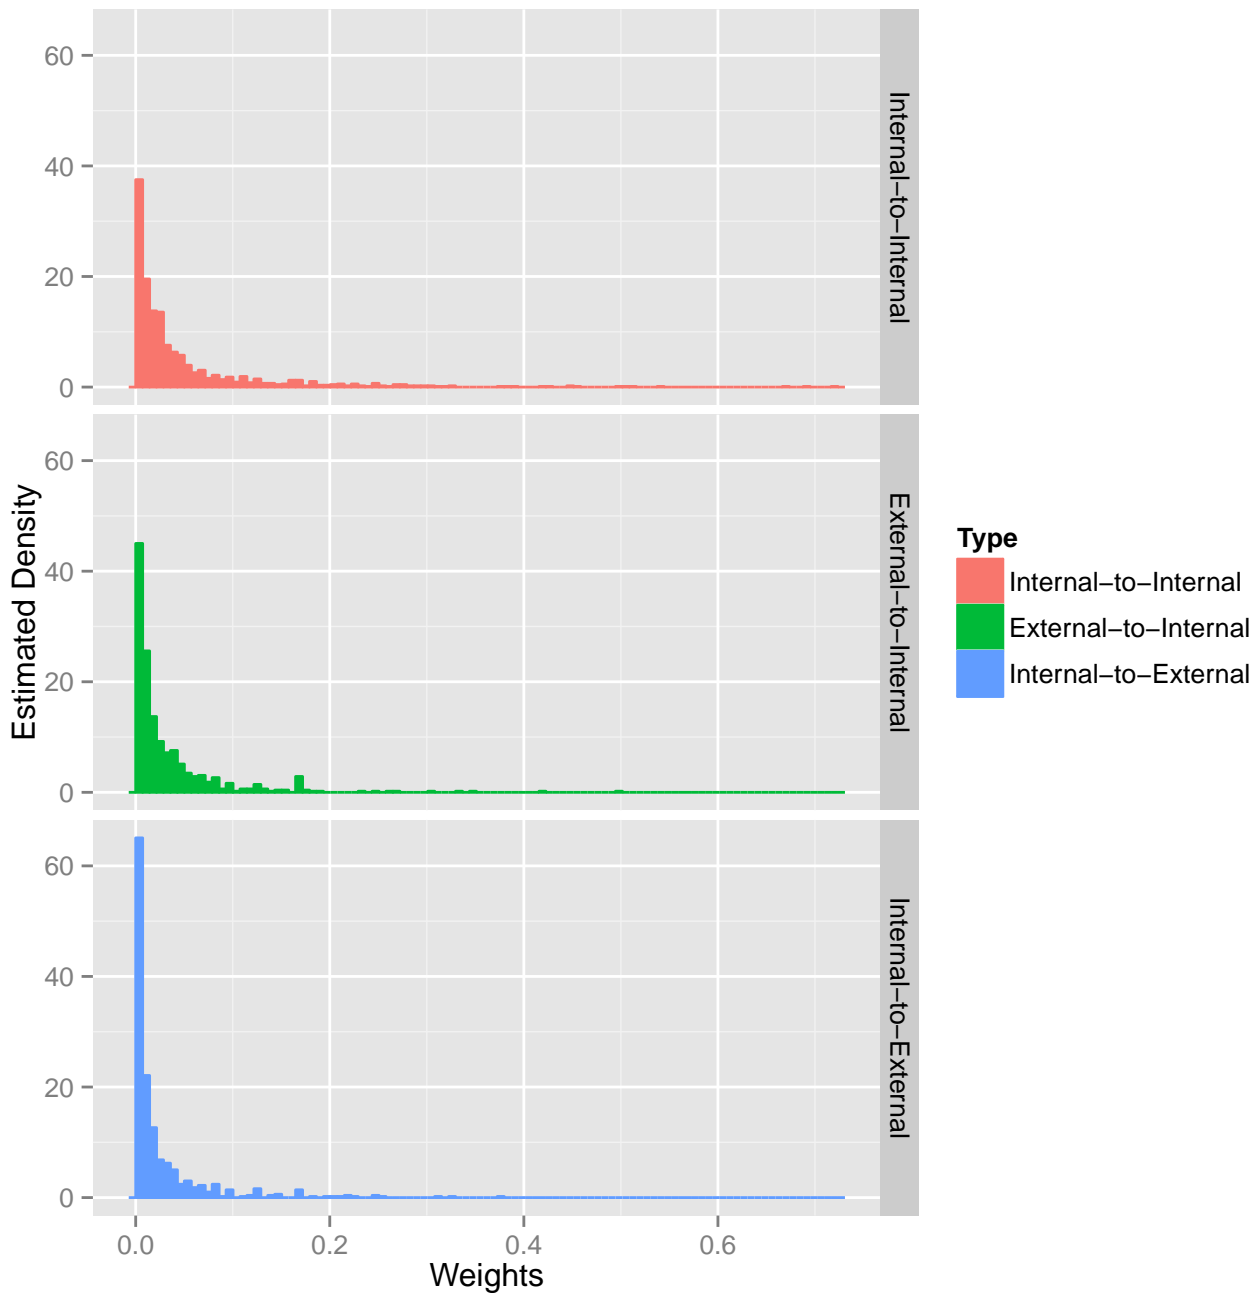 60
40
20
0
Internal−to−Internal
60
40
20
0
External−to−Internal
60
40
20
0
Internal−to−External
0.0 0.2 0.4 0.6
Weights
Estimated Density
Type
Internal−to−Internal
External−to−Internal
Internal−to−External